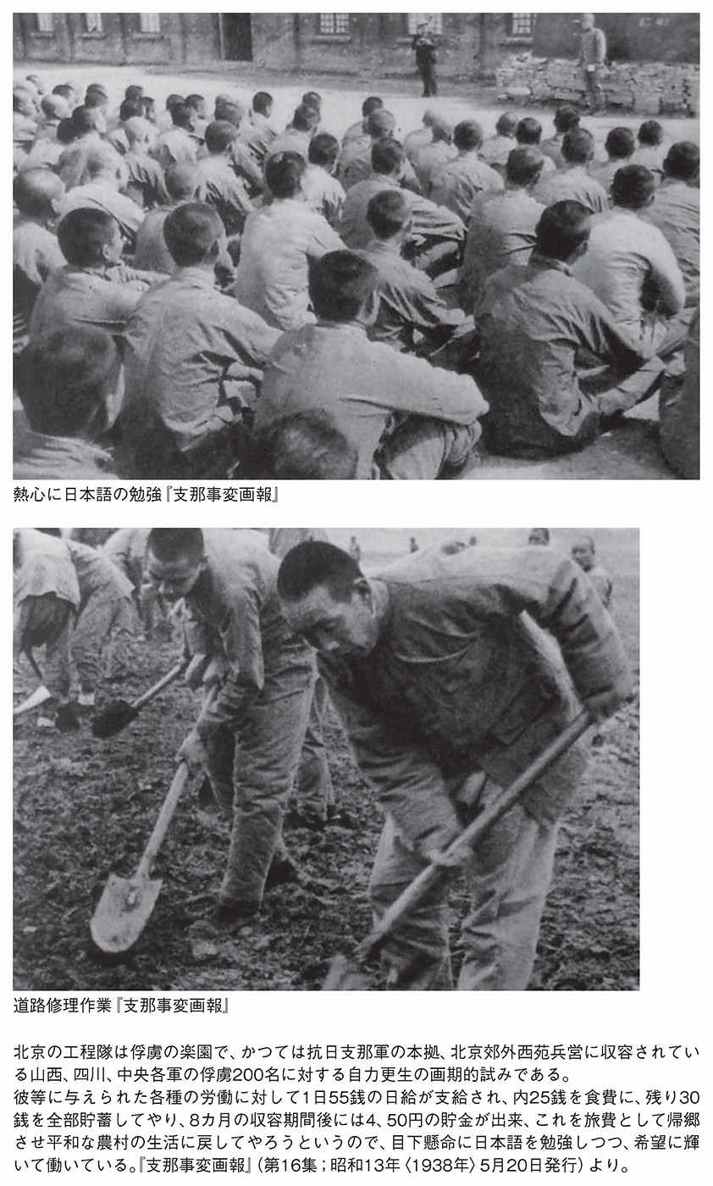 熱心に日本語の勉強『支那事変画報』
道路修理作業『支那事変画報』
北京の工程隊は俘虜の楽園で、かつては抗日支那軍の本拠、北京郊外西苑兵営に収容されてい
る山西、四川、中央各軍の俘虜200名に対する自力更生の画期的試みである。
彼等に与えられた各種の労働に対して1日55銭の日給が支給され、内25銭を食費に、残り30
銭を全部貯蓄してやり、8カ月の収容期間後には4、50円の貯金が出来、これを旅費として帰郷
させ平和な農村の生活に戻してやろうというので、目下懸命に日本語を勉強しつつ、希望に輝
いて働いている。『支那事変画報』（第16集；昭和13年〈1938年〉5月20日発行）より。